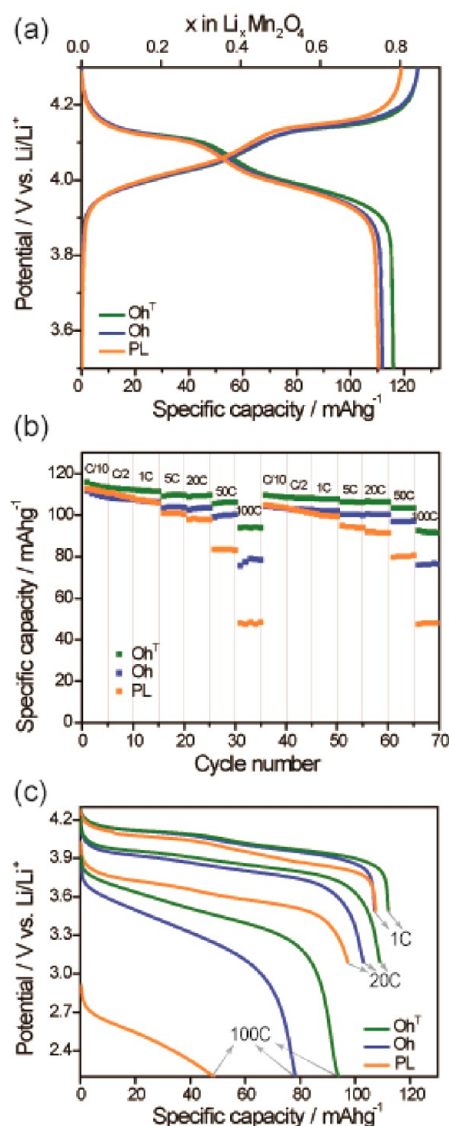 (a)
x in LiₓMn₂O₄
0.0 0.2 0.4 0.6 0.8
Potential / V vs. Li/Li⁺
4.2
4.0
3.8
3.6
Ohᵀ
Oh
PL
0 20 40 60 80 100 120
Specific capacity / mAhg⁻¹
(b)
Specific capacity / mAhg⁻¹
120
100
80
60
40
20
0
C/10 C/2 1C 5C 20C 50C 100C C/10 C/2 1C 5C 20C 50C 100C
Ohᵀ
Oh
PL
0 10 20 30 40 50 60 70
Cycle number
(c)
Potential / V vs. Li/Li⁺
4.2
3.9
3.6
3.3
3.0
2.7
2.4
1C
20C
100C
Ohᵀ
Oh
PL
0 20 40 60 80 100 120
Specific capacity / mAhg⁻¹